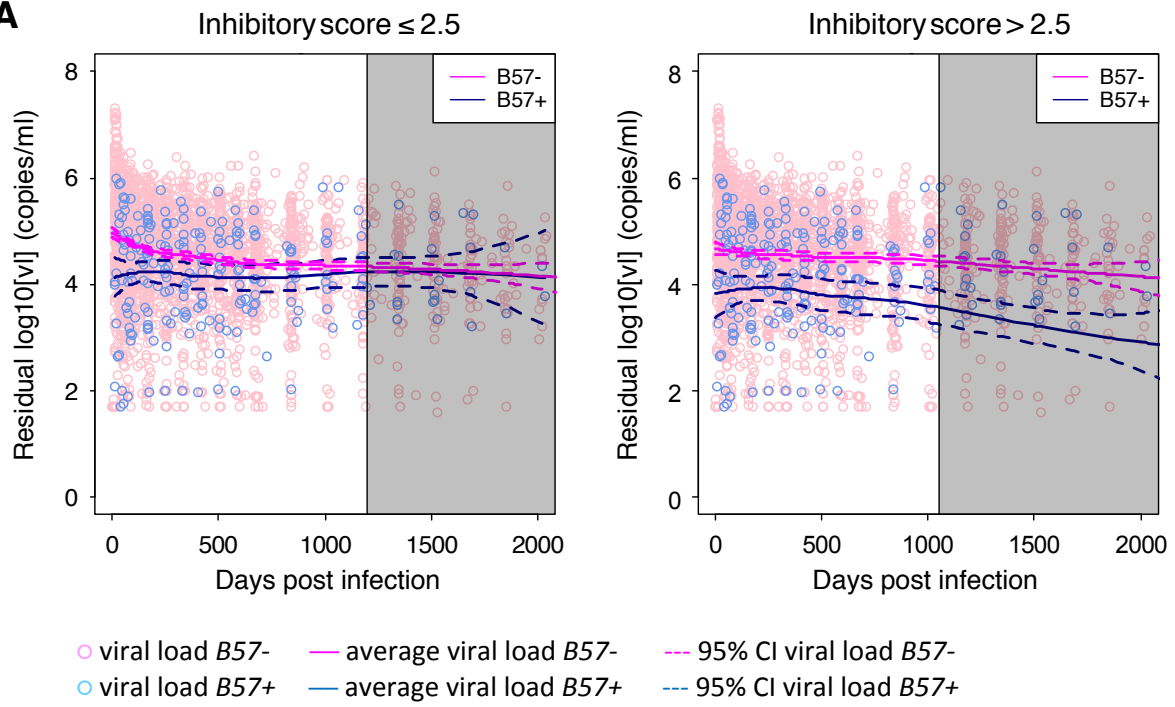 A
Inhibitory score ≤ 2.5
Inhibitory score > 2.5
Residual log10[vl] (copies/ml)
8
6
4
2
0
B57-
B57+
0 500 1000 1500 2000
Days post infection
Residual log10[vl] (copies/ml)
8
6
4
2
0
B57-
B57+
0 500 1000 1500 2000
Days post infection
viral load B57- average viral load B57- 95% CI viral load B57-
viral load B57+ average viral load B57+ 95% CI viral load B57+